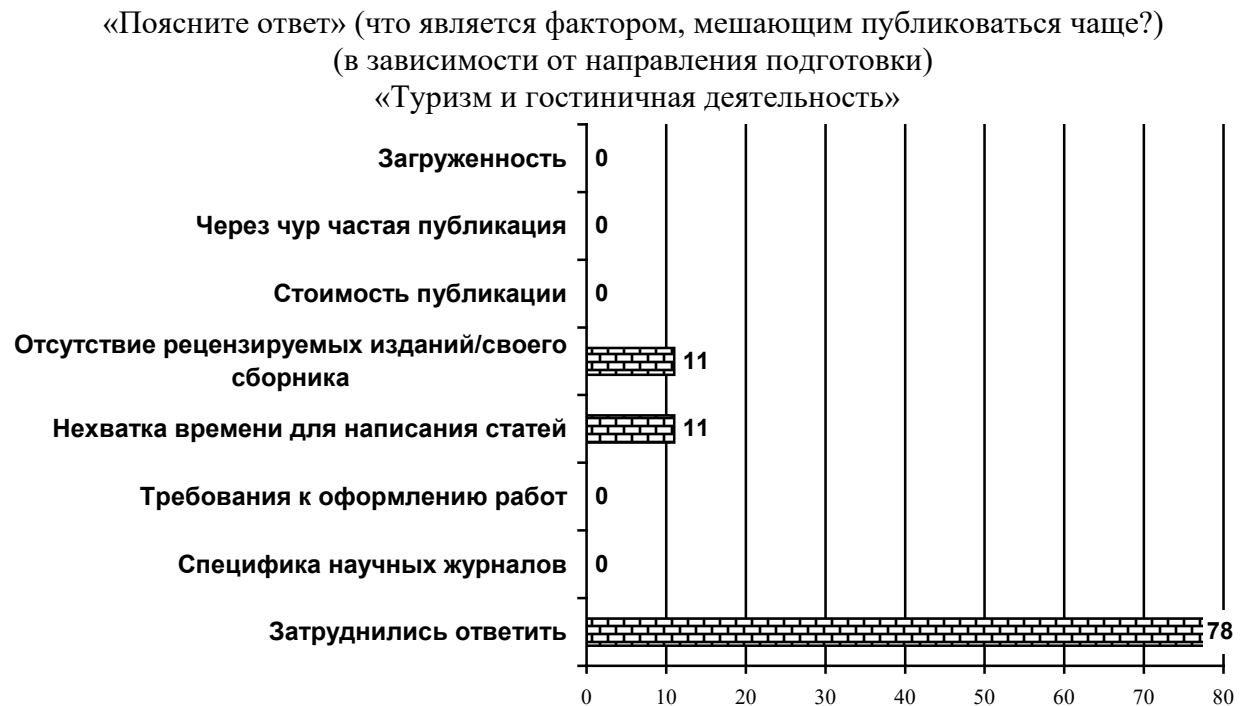 «Поясните ответ» (что является фактором, мешающим публиковаться чаще?)
(в зависимости от направления подготовки)
«Туризм и гостиничная деятельность»
Загруженность 0
Через чур частая публикация 0
Стоимость публикации 0
Отсутствие рецензируемых изданий/своего
сборника 11
Нехватка времени для написания статей 11
Требования к оформлению работ 0
Специфика научных журналов 0
Затруднились ответить 78
0 10 20 30 40 50 60 70 80